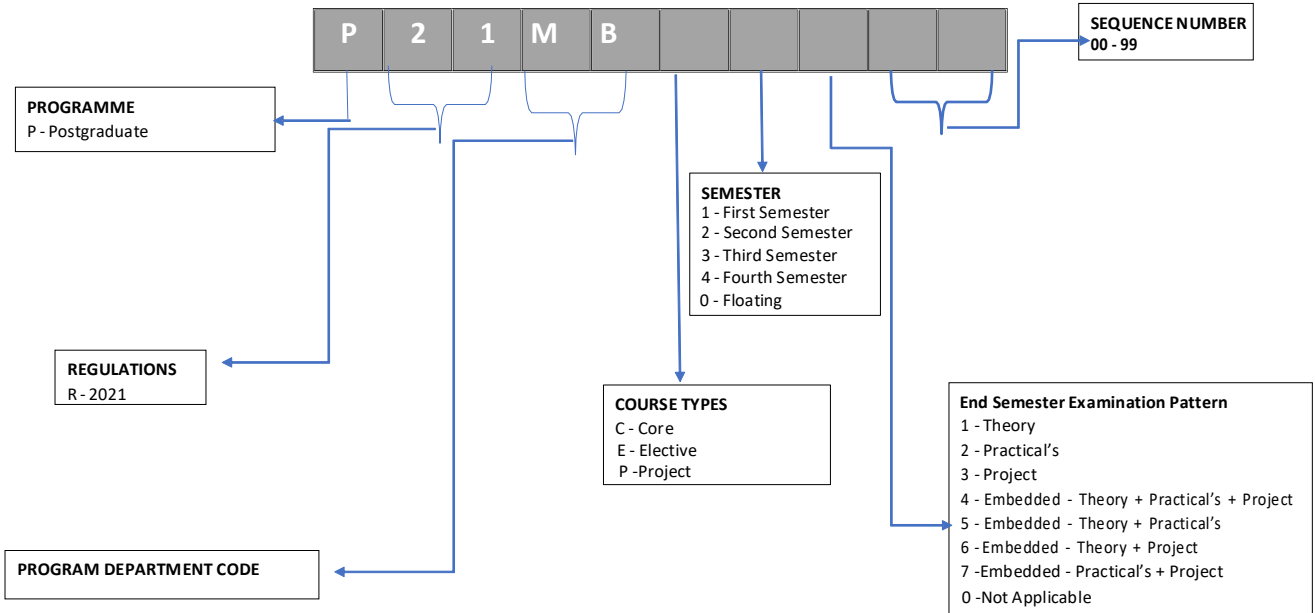 P 2 1 M B
SEQUENCE NUMBER
00 - 99
PROGRAMME
P - Postgraduate
SEMESTER
1 - First Semester
2 - Second Semester
3 - Third Semester
4 - Fourth Semester
0 - Floating
REGULATIONS
R - 2021
COURSE TYPES
C - Core
E - Elective
P -Project
End Semester Examination Pattern
1 - Theory
2 - Practical's
3 - Project
4 - Embedded - Theory + Practical's + Project
5 - Embedded - Theory + Practical's
6 - Embedded - Theory + Project
7 -Embedded - Practical's + Project
0 -Not Applicable
PROGRAM DEPARTMENT CODE